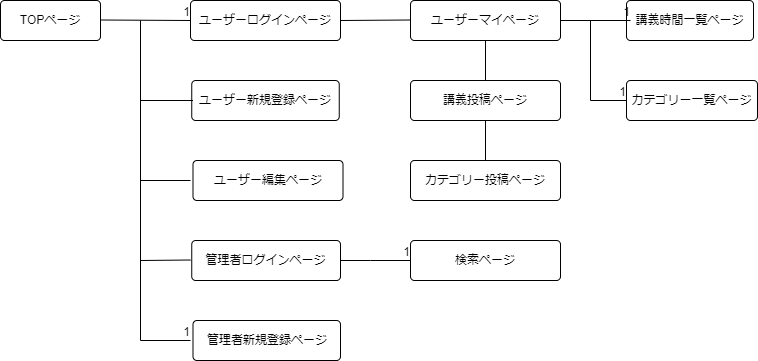 TOPページ
1
ユーザーログインページ
ユーザーマイページ
1
講義時間一覧ページ
ユーザー新規登録ページ
講義投稿ページ
1
カテゴリー一覧ページ
ユーザー編集ページ
カテゴリー投稿ページ
管理者ログインページ
1
検索ページ
1
管理者新規登録ページ